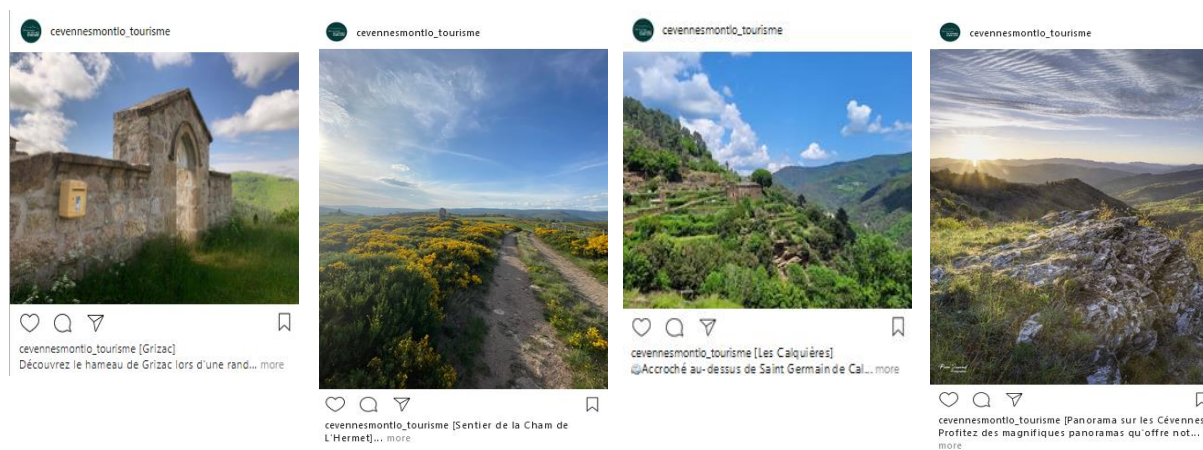 cevennesmontlo_tourisme
cevennesmontlo_tourisme [Grizac]
Découvrez le hameau de Grizac lors d'une rand... more
cevennesmontlo_tourisme
cevennesmontlo_tourisme [Sentier de la Cham de
L'Hermet]... more
cevennesmontlo_tourisme
cevennesmontlo_tourisme [Les Calquières]
Accroché au-dessus de Saint Germain de Cal... more
cevennesmontlo_tourisme
cevennesmontlo_tourisme [Panorama sur les Cévennes
Profitez des magnifiques panoramas qu'offre not...
more